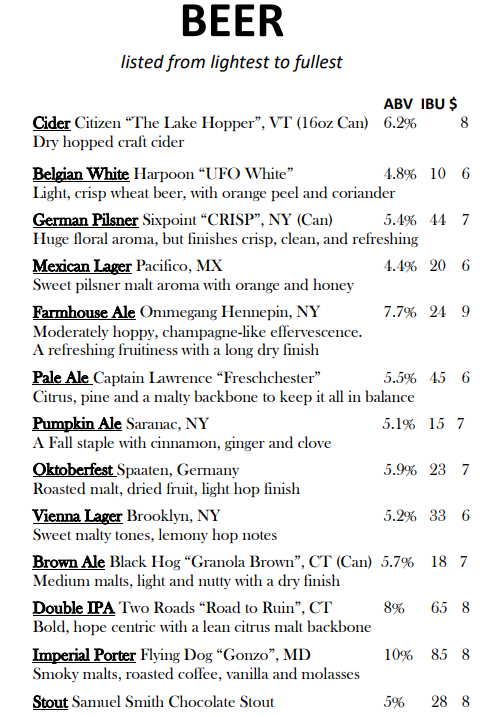 BEER
listed from lightest to fullest
ABV IBU $
Cider Citizen “The Lake Hopper”, VT (16oz Can) 6.2% 8
Dry hopped craft cider
Belgian White Harpoon “UFO White” 4.8% 10 6
Light, crisp wheat beer, with orange peel and coriander
German Pilsner Sixpoint “CRISP”, NY (Can) 5.4% 44 7
Huge floral aroma, but finishes crisp, clean, and refreshing
Mexican Lager Pacifico, MX 4.4% 20 6
Sweet pilsner malt aroma with orange and honey
Farmhouse Ale Ommegang Hennepin, NY 7.7% 24 9
Moderately hoppy, champagne-like effervescence.
A refreshing fruitiness with a long dry finish
Pale Ale Captain Lawrence “Freschchester” 5.5% 45 6
Citrus, pine and a malty backbone to keep it all in balance
Pumpkin Ale Saranac, NY 5.1% 15 7
A Fall staple with cinnamon, ginger and clove
Oktoberfest Spaaten, Germany 5.9% 23 7
Roasted malt, dried fruit, light hop finish
Vienna Lager Brooklyn, NY 5.2% 33 6
Sweet malty tones, lemony hop notes
Brown Ale Black Hog “Granola Brown”, CT (Can) 5.7% 18 7
Medium malts, light and nutty with a dry finish
Double IPA Two Roads “Road to Ruin”, CT 8% 65 8
Bold, hope centric with a lean citrus malt backbone
Imperial Porter Flying Dog “Gonzo”, MD 10% 85 8
Smoky malts, roasted coffee, vanilla and molasses
Stout Samuel Smith Chocolate Stout 5% 28 8